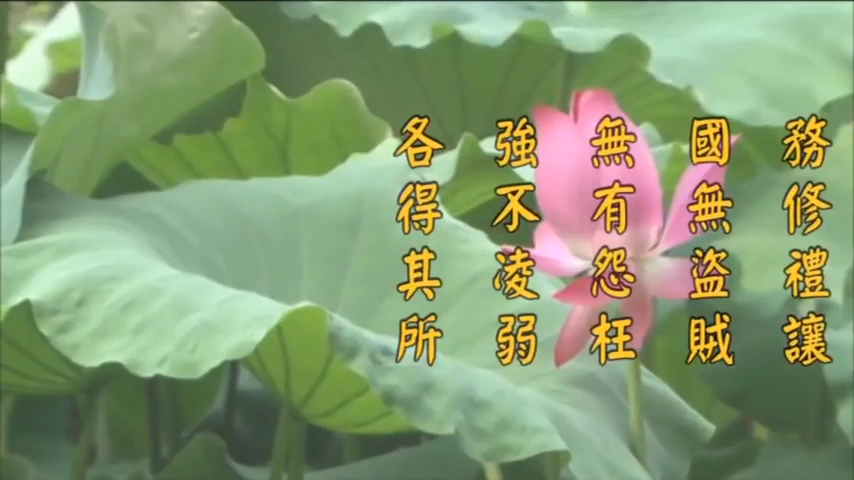 務修禮讓
國無盜賊
無有怨枉
強不凌弱
各得其所